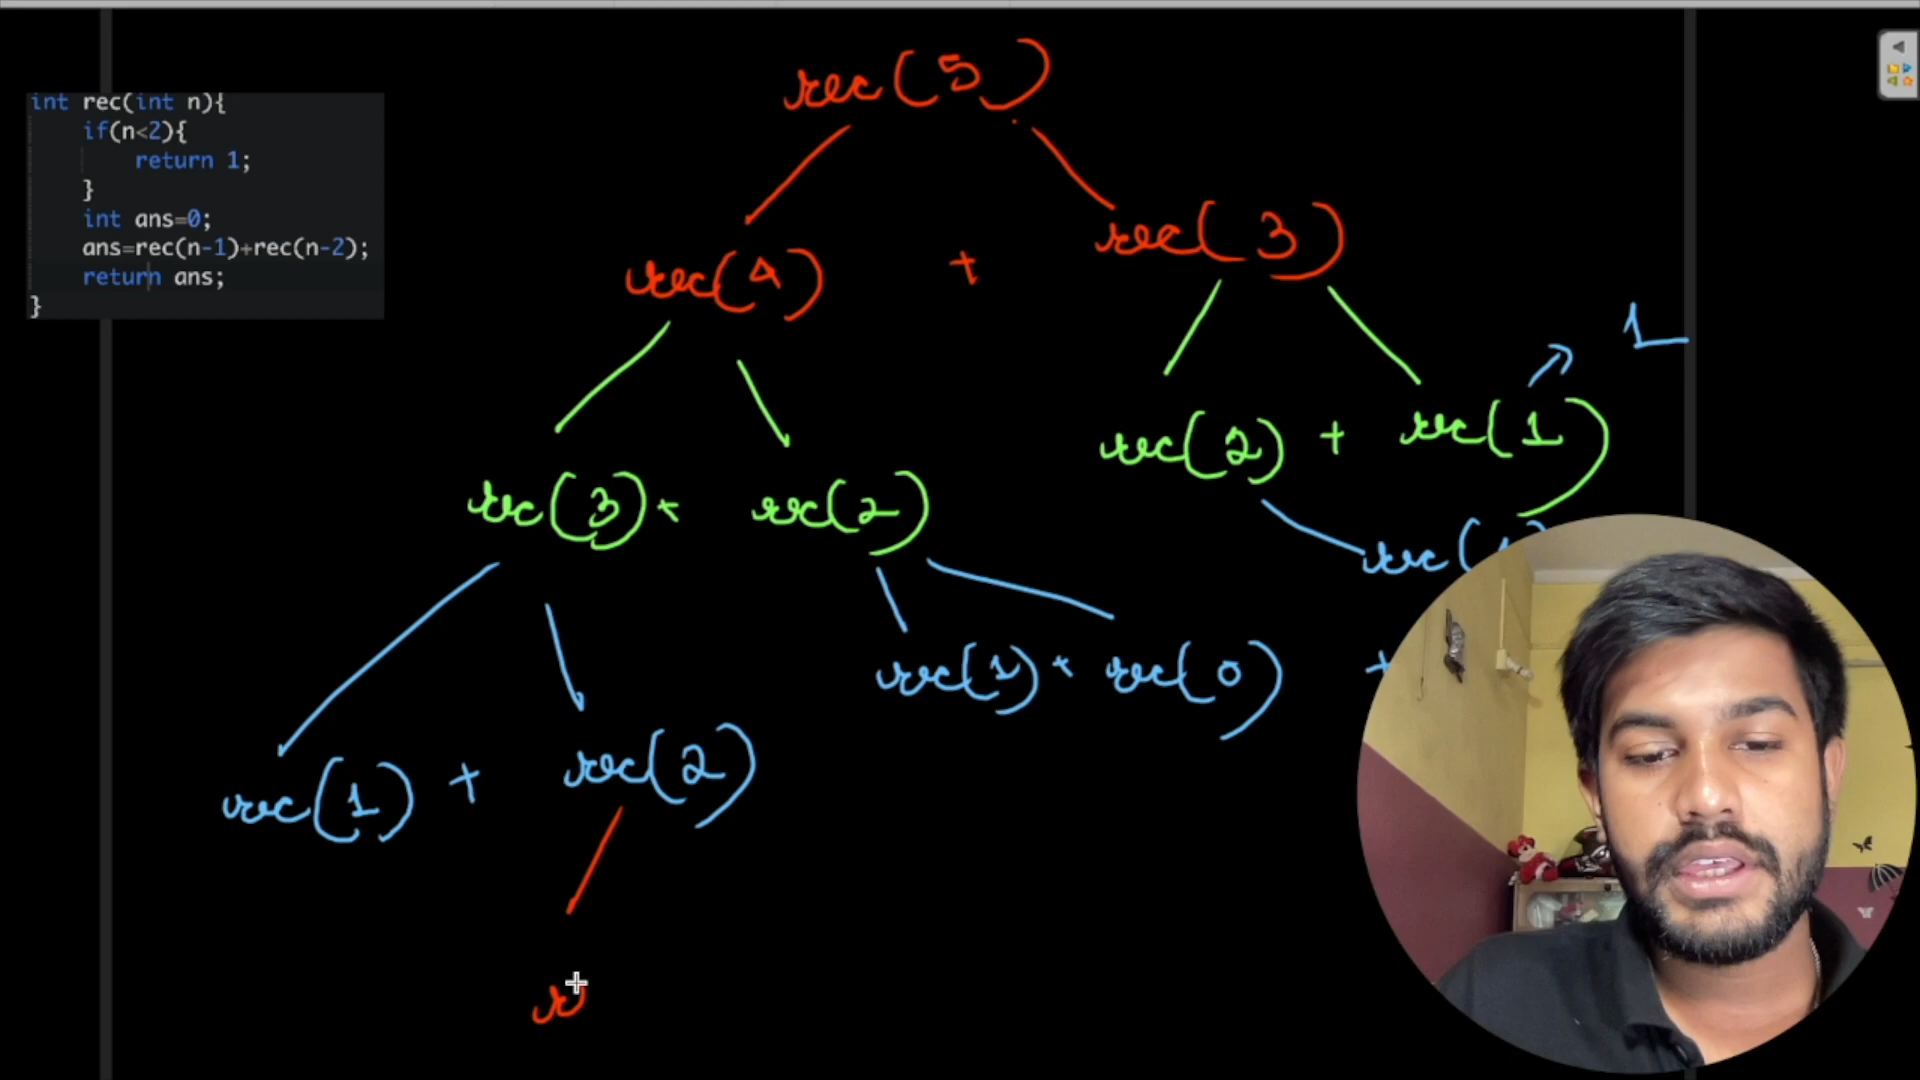 rec(5)
int rec(int n){
if(n<2){
return 1;
}
int ans=0;
ans=rec(n-1)+rec(n-2);
return ans;
}
rec(4) + rec(3)
1
rec(3) + rec(2)
rec(2) + rec(1)
rec(
rec(1) + rec(0) +
rec(1) + rec(2)